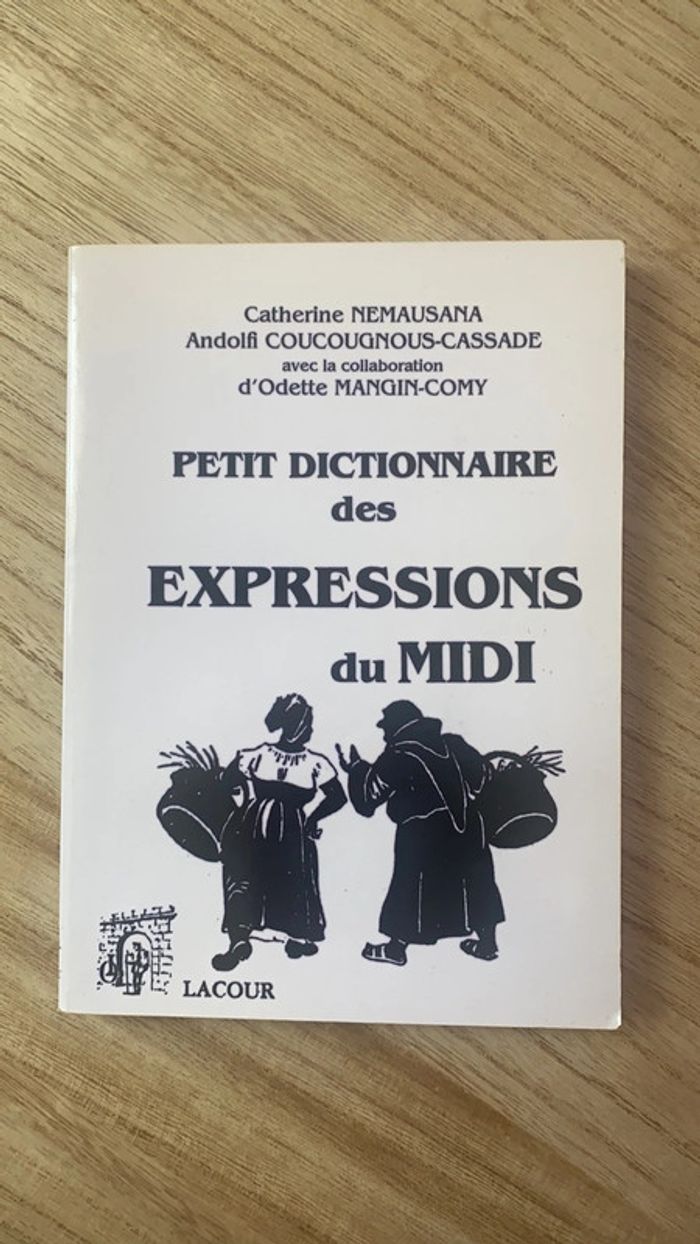 Catherine NEMAUSANA
Andolfi COUCOUGNOUS-CASSADE
avec la collaboration
d'Odette MANGIN-COMY
PETIT DICTIONNAIRE
des
EXPRESSIONS
du MIDI
LACOUR